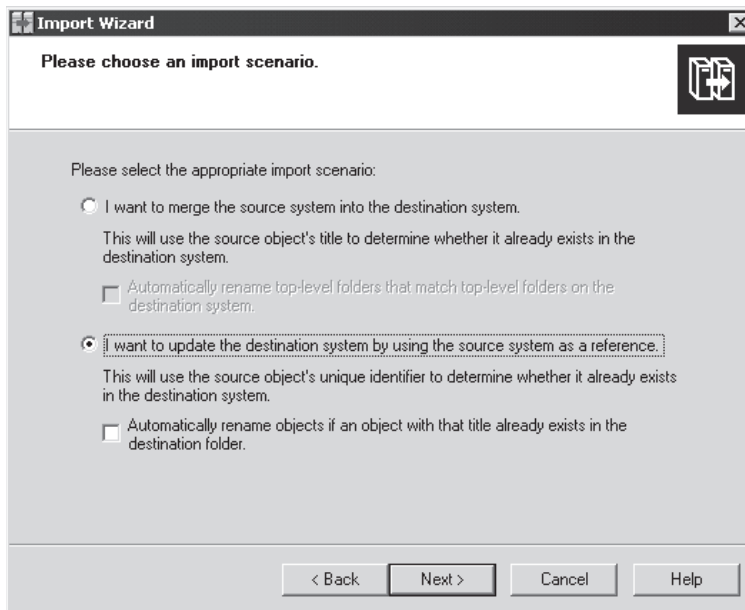 Import Wizard
Please choose an import scenario.
Please select the appropriate import scenario:
I want to merge the source system into the destination system.
This will use the source object's title to determine whether it already exists in the
destination system.
Automatically rename top-level folders that match top-level folders on the
destination system.
I want to update the destination system by using the source system as a reference.
This will use the source object's unique identifier to determine whether it already exists
in the destination system.
Automatically rename objects if an object with that title already exists in the
destination folder.
< Back Next > Cancel Help